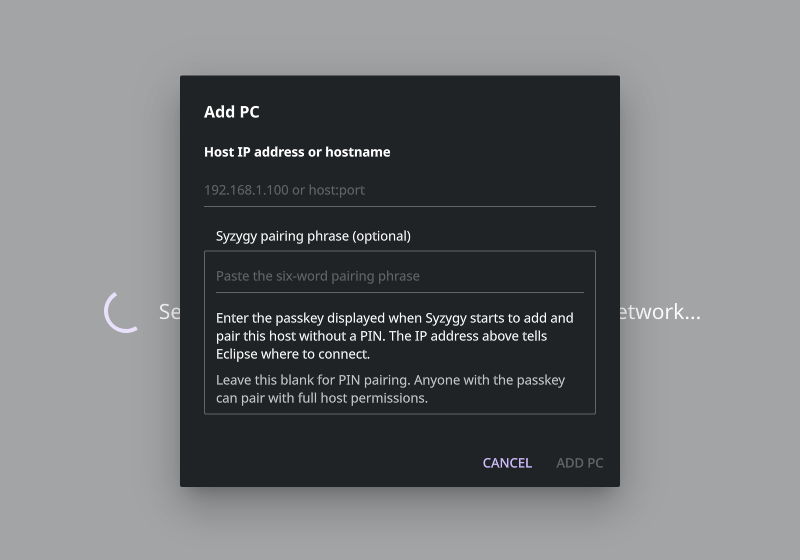 Add PC
Host IP address or hostname
192.168.1.100 or host:port
Syzygy pairing phrase (optional)
Paste the six-word pairing phrase
Se
etwork...
Enter the passkey displayed when Syzygy starts to add and
pair this host without a PIN. The IP address above tells
Eclipse where to connect.
Leave this blank for PIN pairing. Anyone with the passkey
can pair with full host permissions.
CANCEL
ADD PC